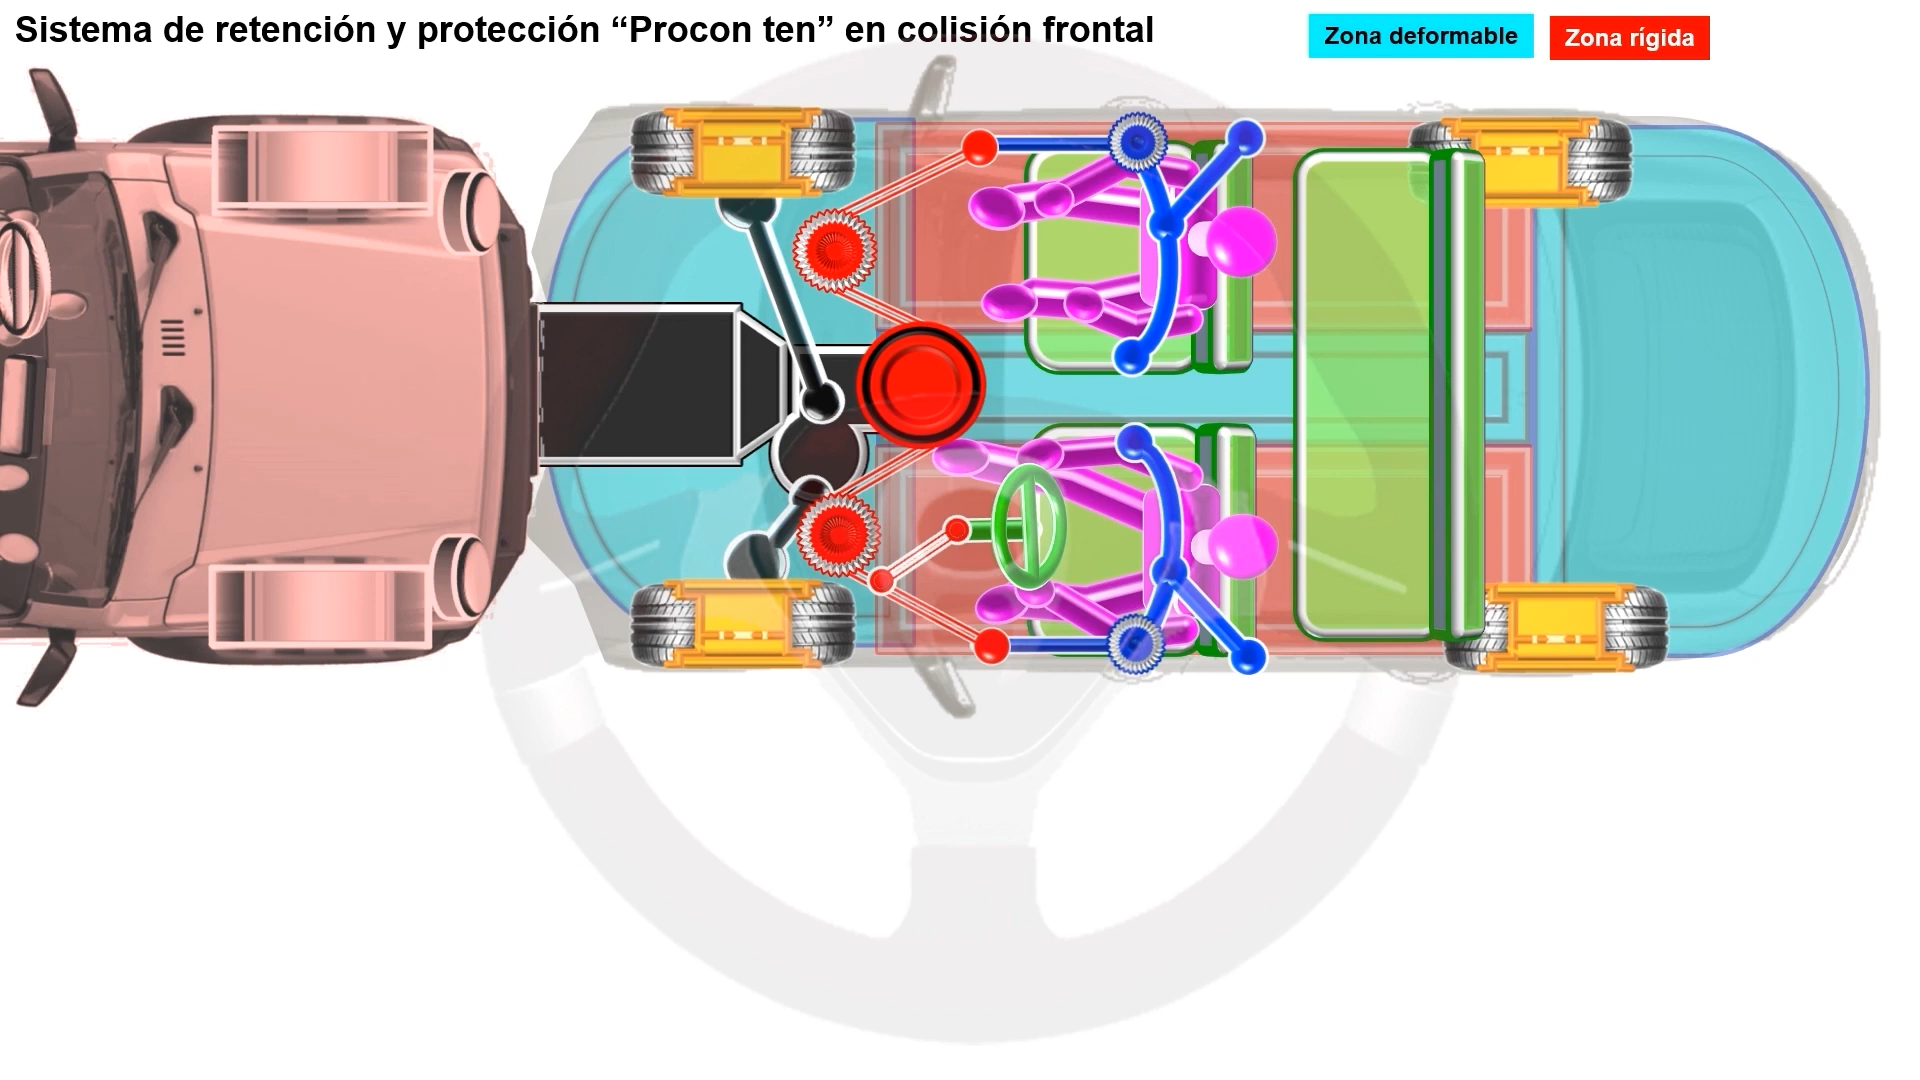 Sistema de retención y protección “Procon ten” en colisión frontal
Zona deformable
Zona rígida